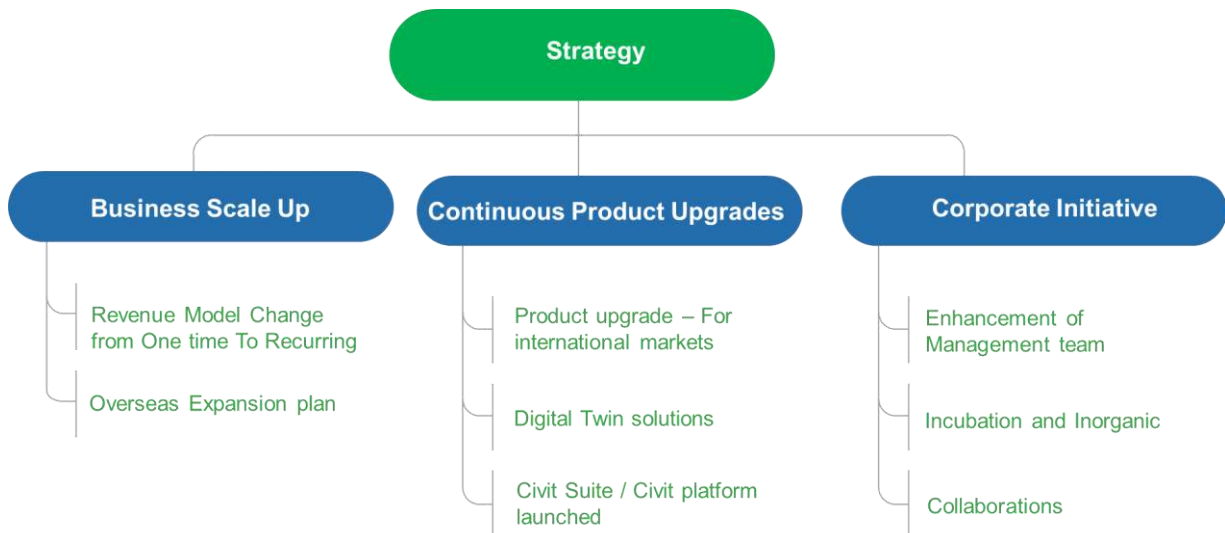 Strategy
Business Scale Up
Revenue Model Change
from One time To Recurring
Overseas Expansion plan
Continuous Product Upgrades
Product upgrade – For
international markets
Digital Twin solutions
Civit Suite / Civit platform
launched
Corporate Initiative
Enhancement of
Management team
Incubation and Inorganic
Collaborations